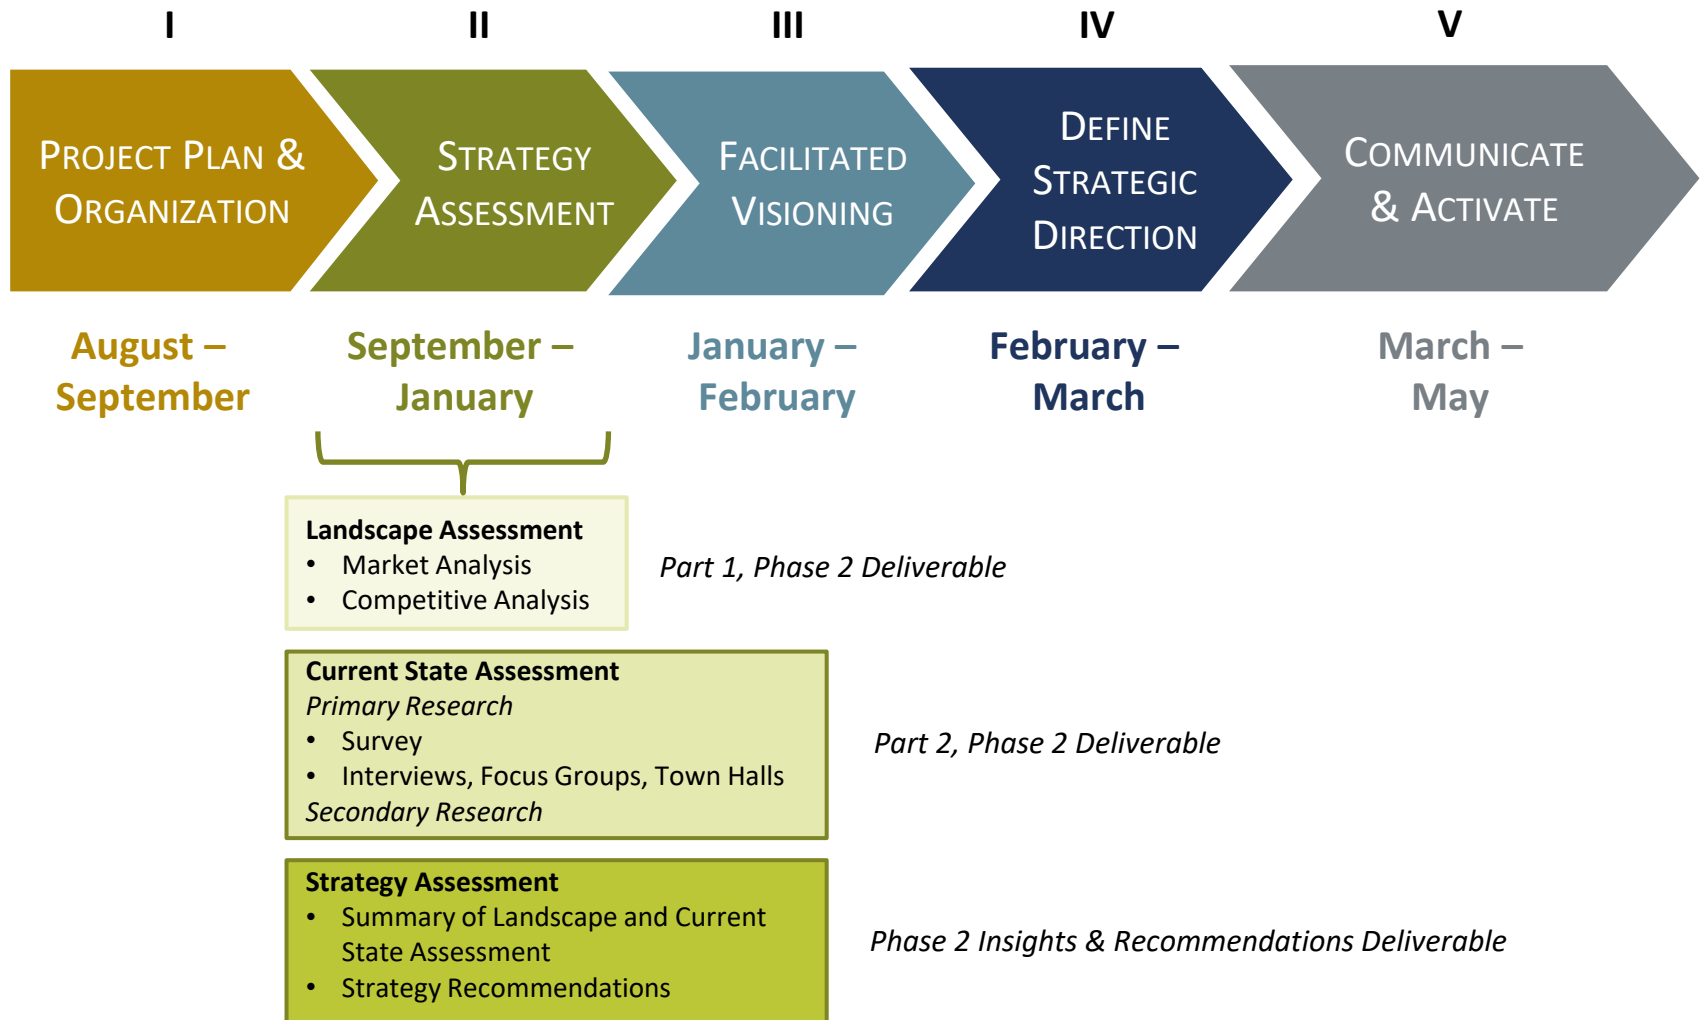 I
II
III
IV
V
PROJECT PLAN &
ORGANIZATION
STRATEGY
ASSESSMENT
FACILITATED
VISIONING
DEFINE
STRATEGIC
DIRECTION
COMMUNICATE
& ACTIVATE
August –
September
September –
January
January –
February
February –
March
March –
May
Landscape Assessment
• Market Analysis
• Competitive Analysis
Part 1, Phase 2 Deliverable
Current State Assessment
Primary Research
• Survey
• Interviews, Focus Groups, Town Halls
Secondary Research
Part 2, Phase 2 Deliverable
Strategy Assessment
• Summary of Landscape and Current
State Assessment
• Strategy Recommendations
Phase 2 Insights & Recommendations Deliverable